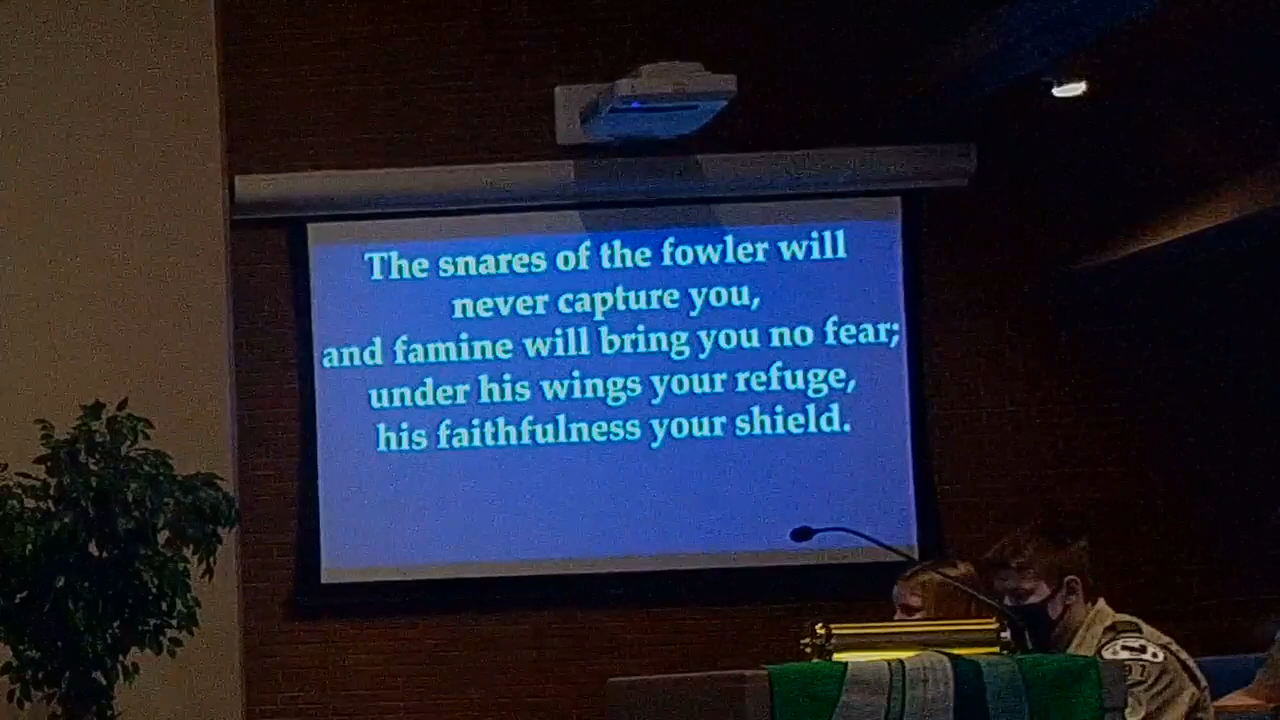 The snares of the fowler will
never capture you,
and famine will bring you no fear;
under his wings your refuge,
his faithfulness your shield.